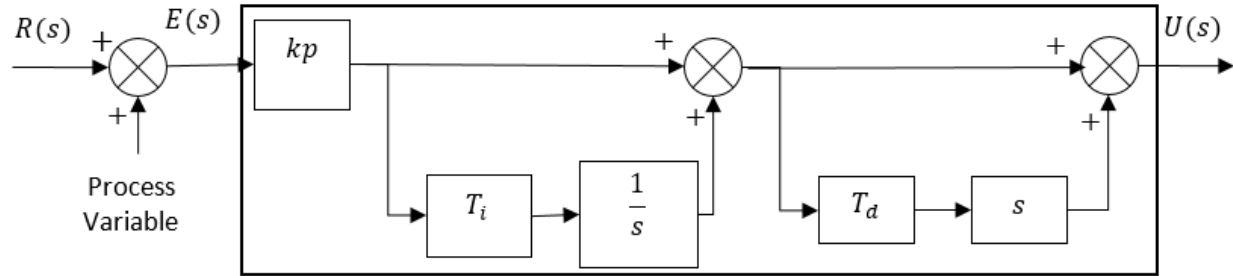 R(s)
E(s)
U(s)
+
kp
+
+
+
+
+
Process
Variable
T_i
1/s
T_d
s